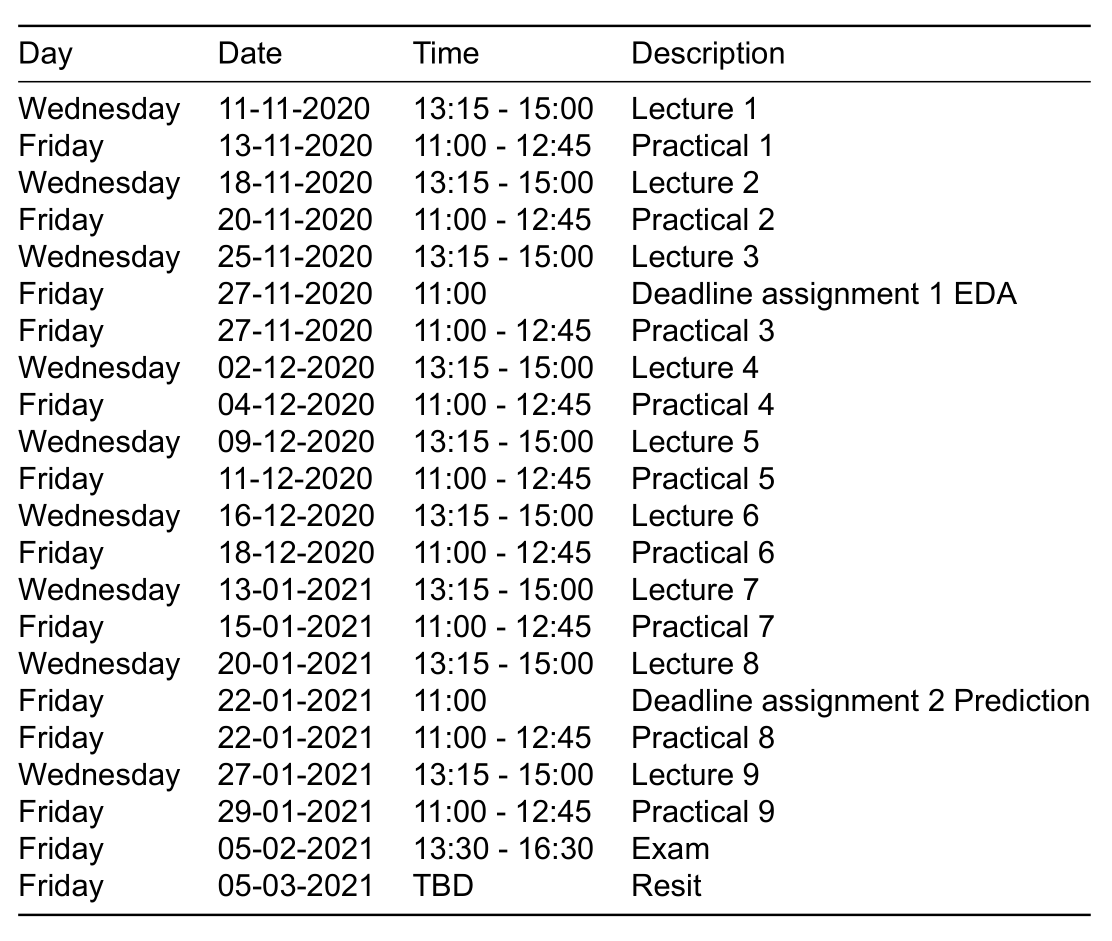 Day Date Time Description
Wednesday 11-11-2020 13:15 - 15:00 Lecture 1
Friday 13-11-2020 11:00 - 12:45 Practical 1
Wednesday 18-11-2020 13:15 - 15:00 Lecture 2
Friday 20-11-2020 11:00 - 12:45 Practical 2
Wednesday 25-11-2020 13:15 - 15:00 Lecture 3
Friday 27-11-2020 11:00 Deadline assignment 1 EDA
Friday 27-11-2020 11:00 - 12:45 Practical 3
Wednesday 02-12-2020 13:15 - 15:00 Lecture 4
Friday 04-12-2020 11:00 - 12:45 Practical 4
Wednesday 09-12-2020 13:15 - 15:00 Lecture 5
Friday 11-12-2020 11:00 - 12:45 Practical 5
Wednesday 16-12-2020 13:15 - 15:00 Lecture 6
Friday 18-12-2020 11:00 - 12:45 Practical 6
Wednesday 13-01-2021 13:15 - 15:00 Lecture 7
Friday 15-01-2021 11:00 - 12:45 Practical 7
Wednesday 20-01-2021 13:15 - 15:00 Lecture 8
Friday 22-01-2021 11:00 Deadline assignment 2 Prediction
Friday 22-01-2021 11:00 - 12:45 Practical 8
Wednesday 27-01-2021 13:15 - 15:00 Lecture 9
Friday 29-01-2021 11:00 - 12:45 Practical 9
Friday 05-02-2021 13:30 - 16:30 Exam
Friday 05-03-2021 TBD Resit